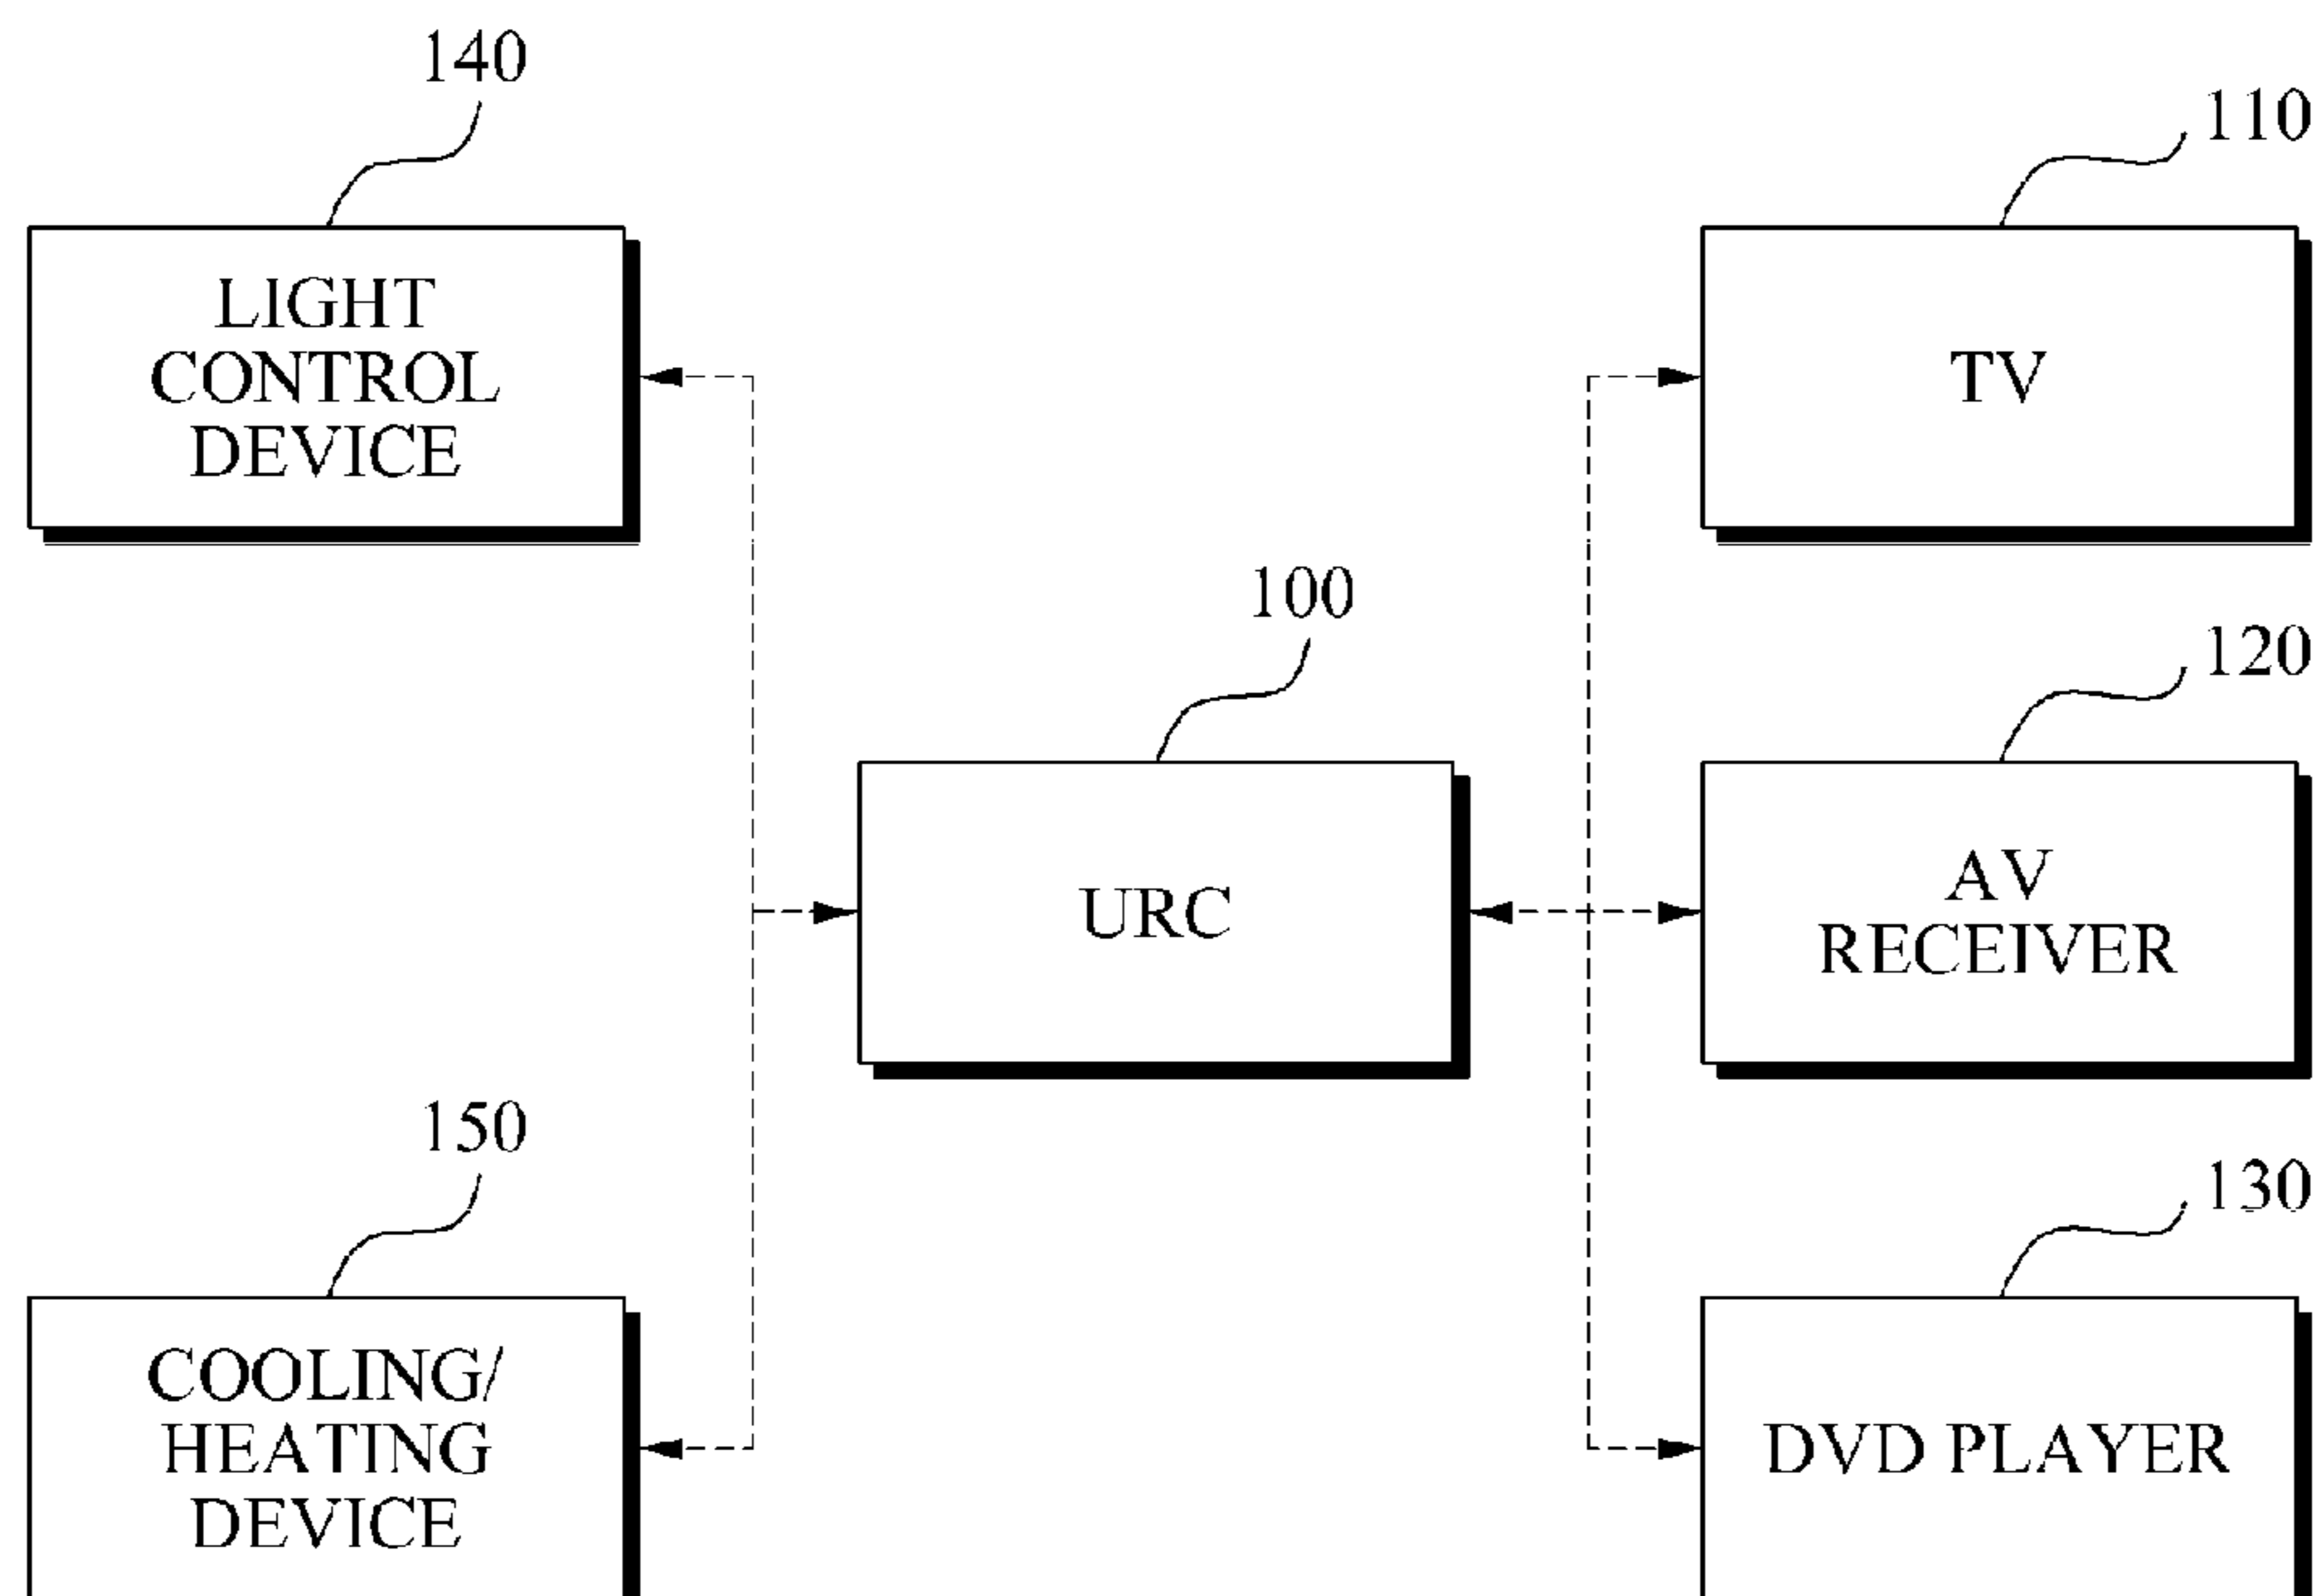 140
LIGHT
CONTROL
DEVICE
110
TV
100
URC
120
AV
RECEIVER
150
COOLING/
HEATING
DEVICE
130
DVD PLAYER